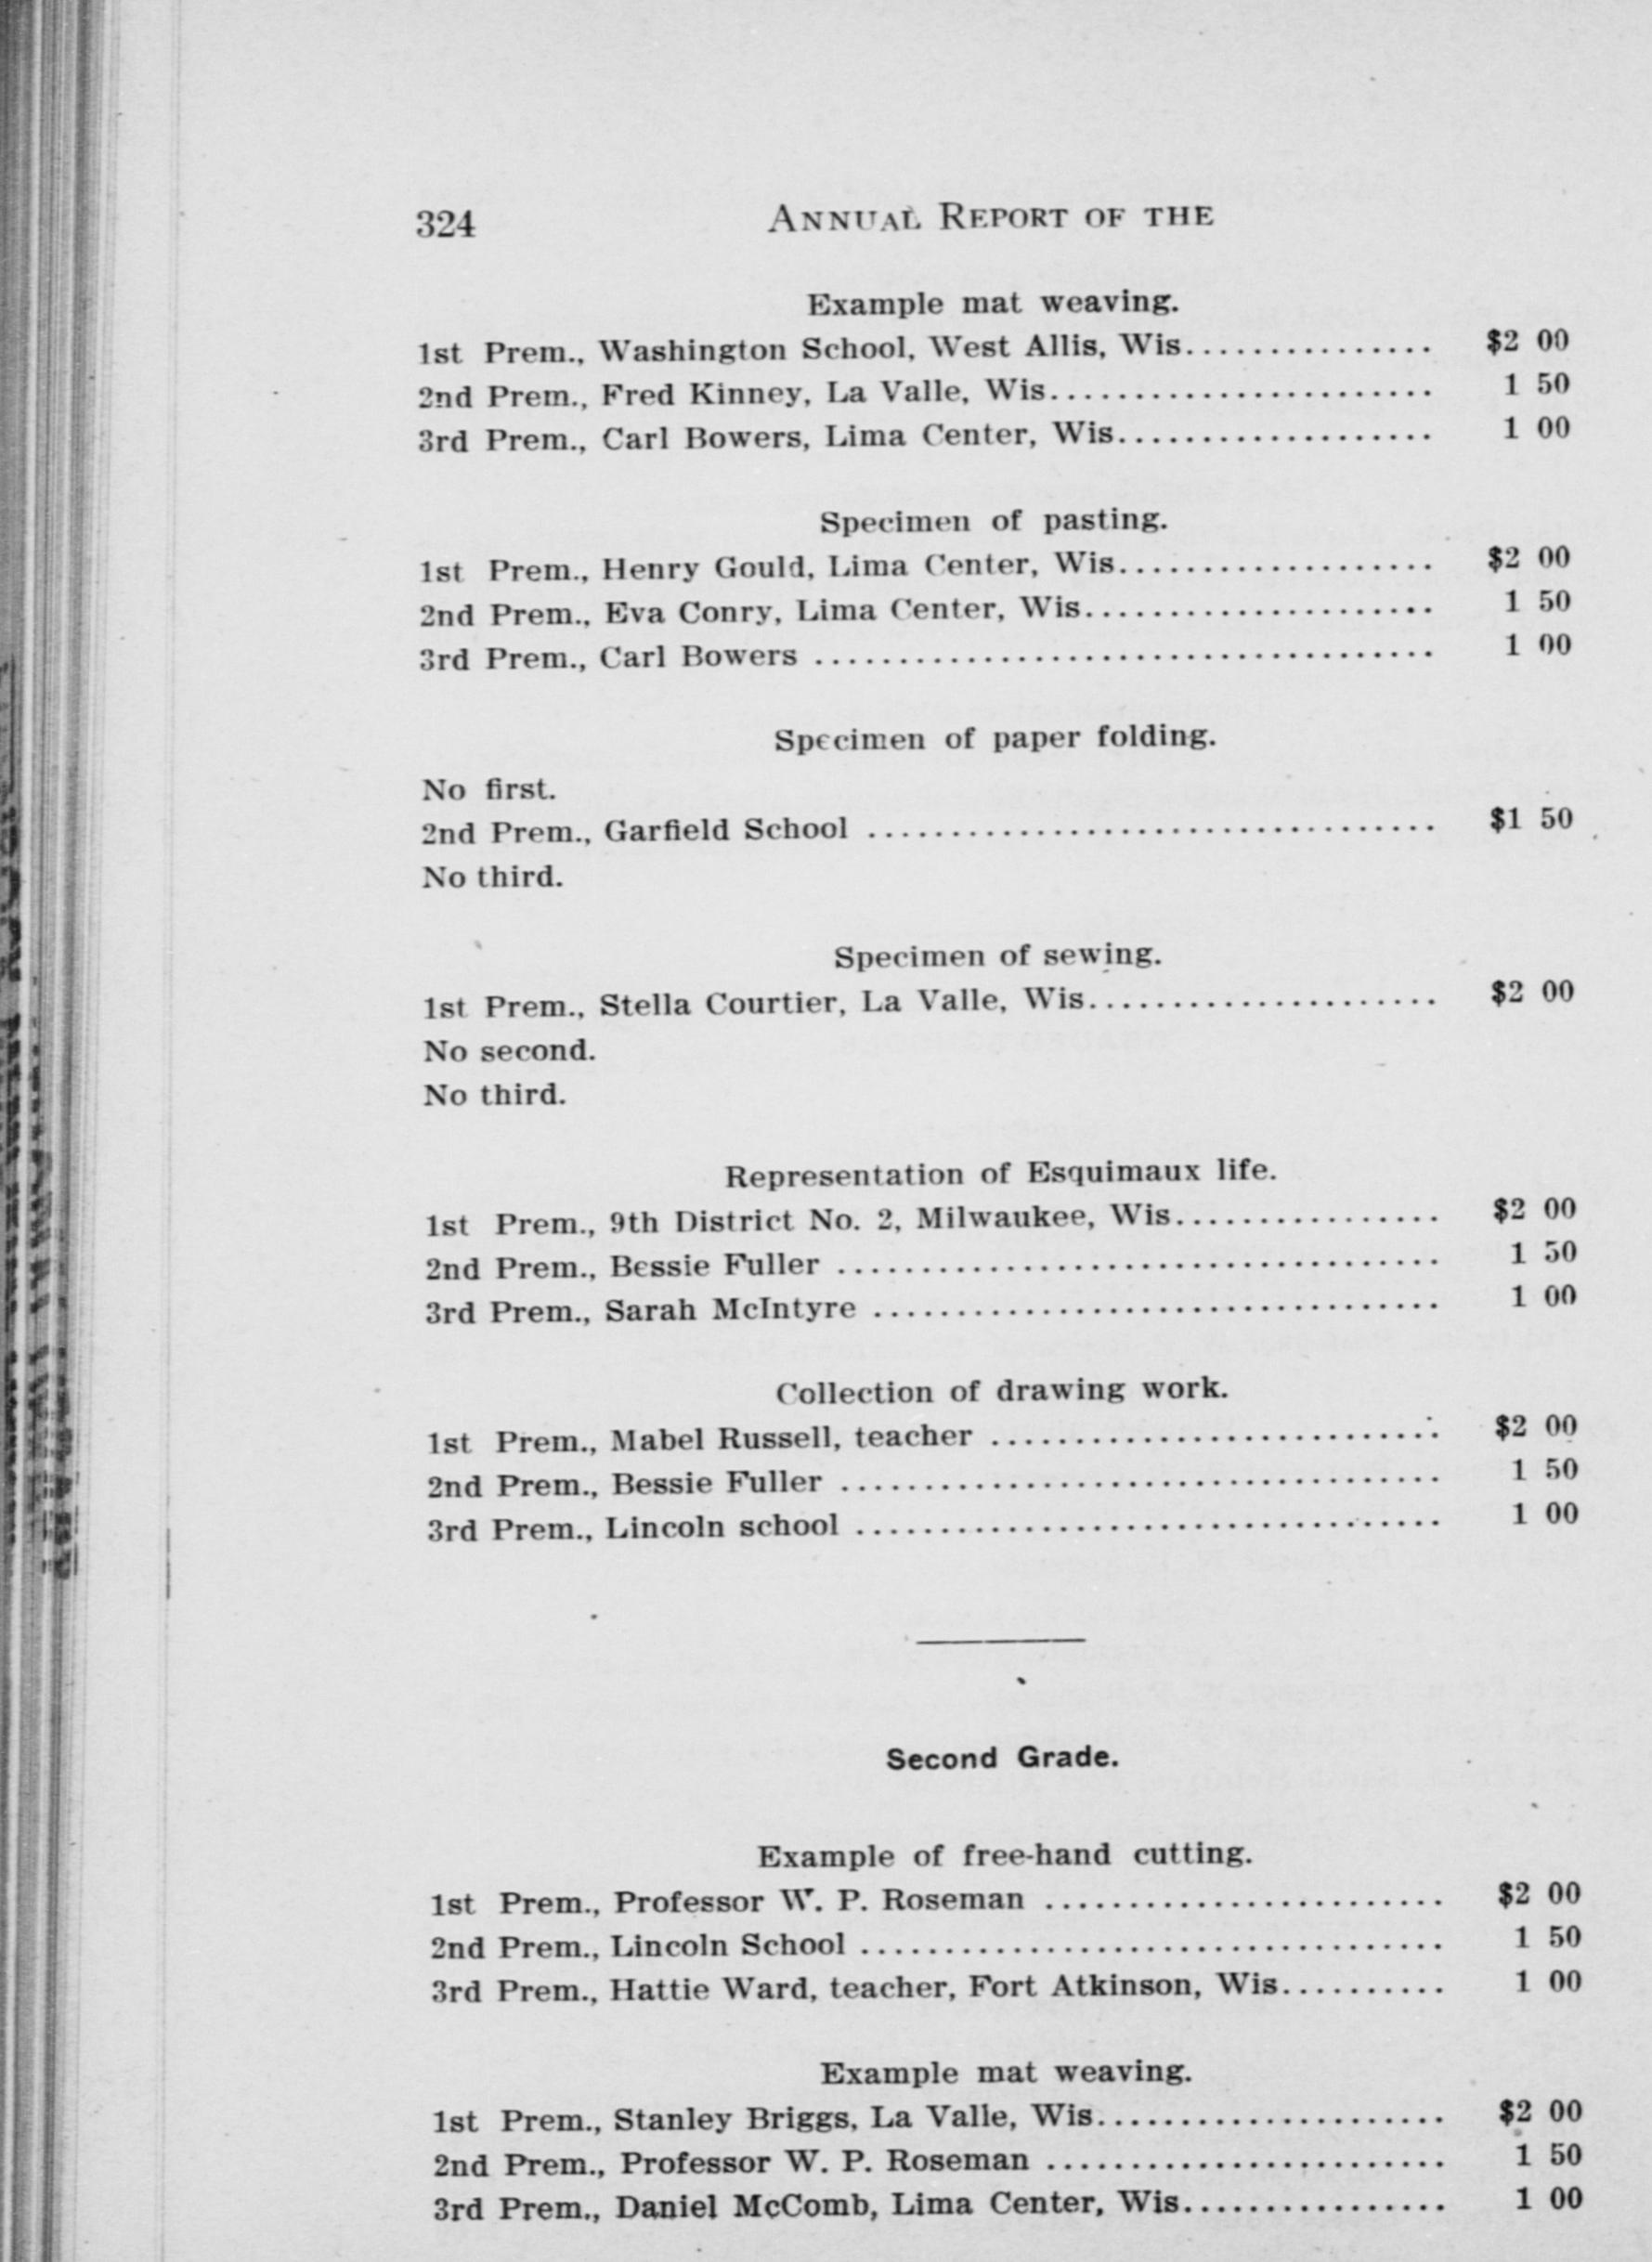 324 ANNUAL REPORT OF THE
Example mat weaving.
1st Prem., Washington School, West Allis, Wis............... $2 00
2nd Prem., Fred Kinney, La Valle, Wis....................... 1 50
3rd Prem., Carl Bowers, Lima Center, Wis................... 1 00
Specimen of pasting.
1st Prem., Henry Gould, Lima Center, Wis................... $2 00
2nd Prem., Eva Conry, Lima Center, Wis..................... 1 50
3rd Prem., Carl Bowers ..................................... 1 00
Specimen of paper folding.
No first.
2nd Prem., Garfield School .................................. $1 50
No third.
Specimen of sewing.
1st Prem., Stella Courtier, La Valle, Wis..................... $2 00
No second.
No third.
Representation of Esquimaux life.
1st Prem., 9th District No. 2, Milwaukee, Wis................ $2 00
2nd Prem., Bessie Fuller .................................... 1 50
3rd Prem., Sarah McIntyre .................................. 1 00
Collection of drawing work.
1st Prem., Mabel Russell, teacher ........................... $2 00
2nd Prem., Bessie Fuller .................................... 1 50
3rd Prem., Lincoln school ................................... 1 00
Second Grade.
Example of free-hand cutting.
1st Prem., Professor W. P. Roseman ........................ $2 00
2nd Prem., Lincoln School ................................... 1 50
3rd Prem., Hattie Ward, teacher, Fort Atkinson, Wis.......... 1 00
Example mat weaving.
1st Prem., Stanley Briggs, La Valle, Wis..................... $2 00
2nd Prem., Professor W. P. Roseman ........................ 1 50
3rd Prem., Daniel McComb, Lima Center, Wis................ 1 00